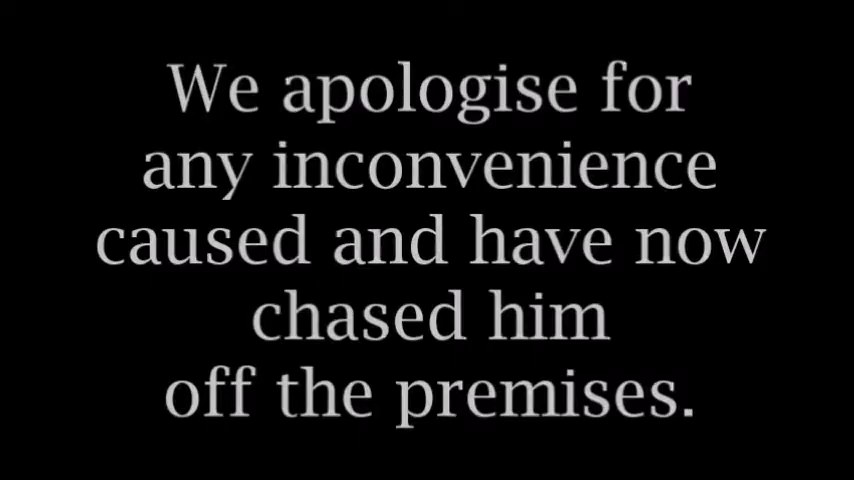 We apologise for
any inconvenience
caused and have now
chased him
off the premises.